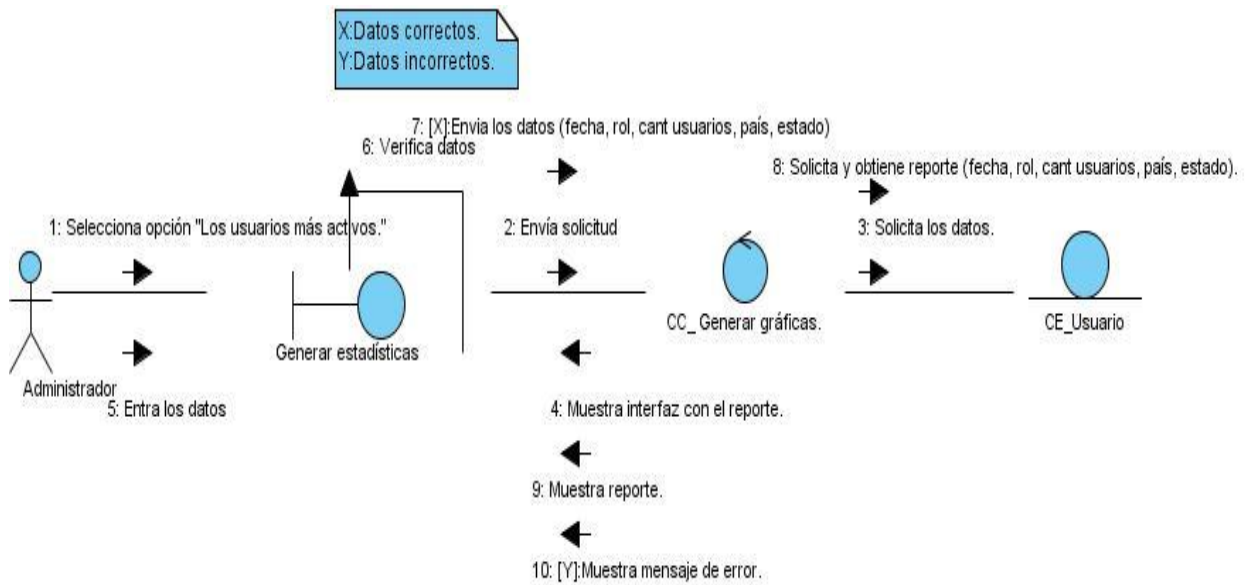 X:Datos correctos.
Y:Datos incorrectos.
7: [X]:Envia los datos (fecha, rol, cant usuarios, país, estado)
6: Verifica datos
8: Solicita y obtiene reporte (fecha, rol, cant usuarios, país, estado).
1: Selecciona opción "Los usuarios más activos."
2: Envía solicitud
3: Solicita los datos.
CC_ Generar gráficas.
CE_Usuario
Generar estadísticas
Administrador
5: Entra los datos
4: Muestra interfaz con el reporte.
9: Muestra reporte.
10: [Y]:Muestra mensaje de error.